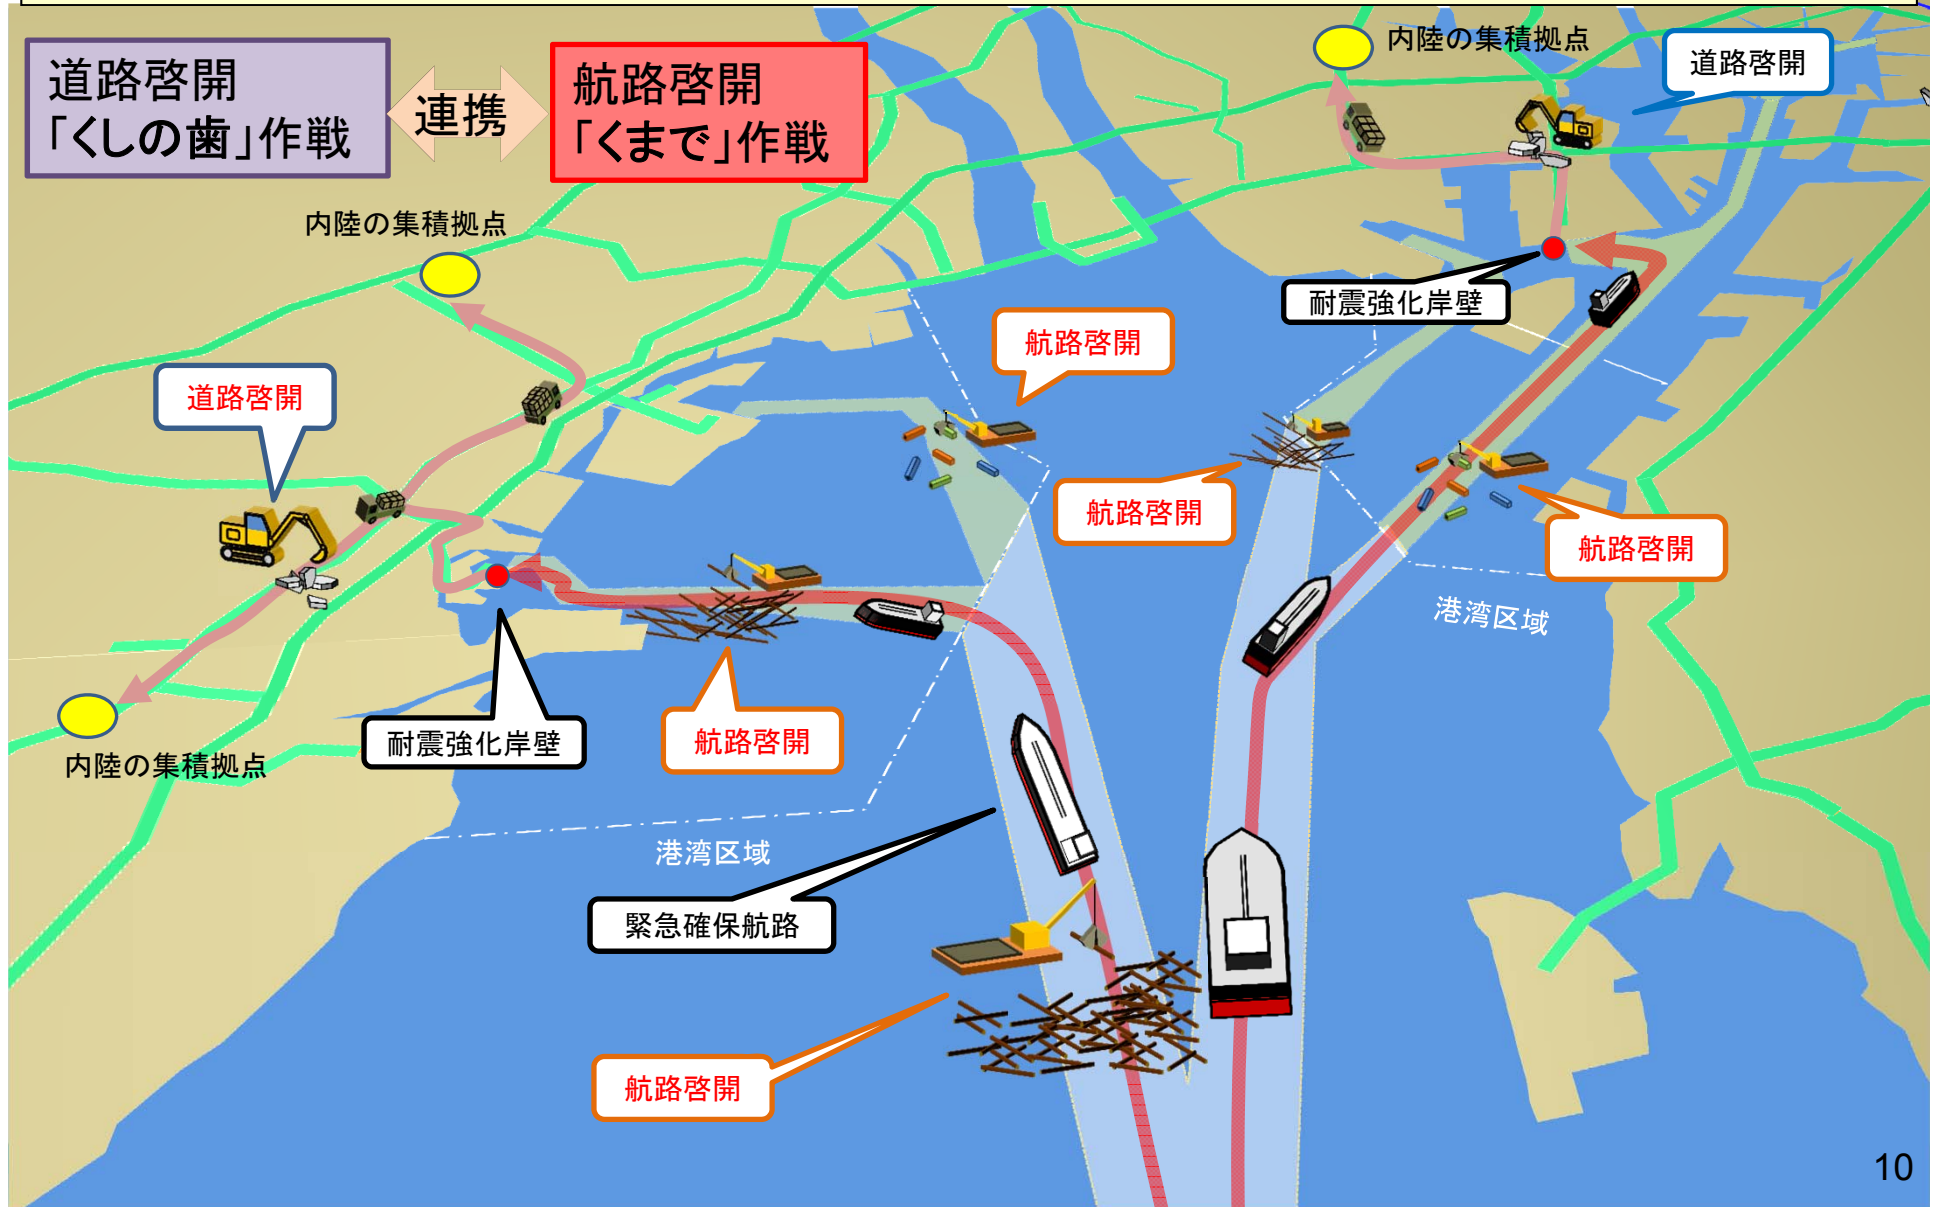 道路啓開
「くしの歯」作戦
連携
航路啓開
「くまで」作戦
内陸の集積拠点
道路啓開
内陸の集積拠点
耐震強化岸壁
航路啓開
道路啓開
航路啓開
航路啓開
港湾区域
耐震強化岸壁
航路啓開
内陸の集積拠点
港湾区域
緊急確保航路
航路啓開
10